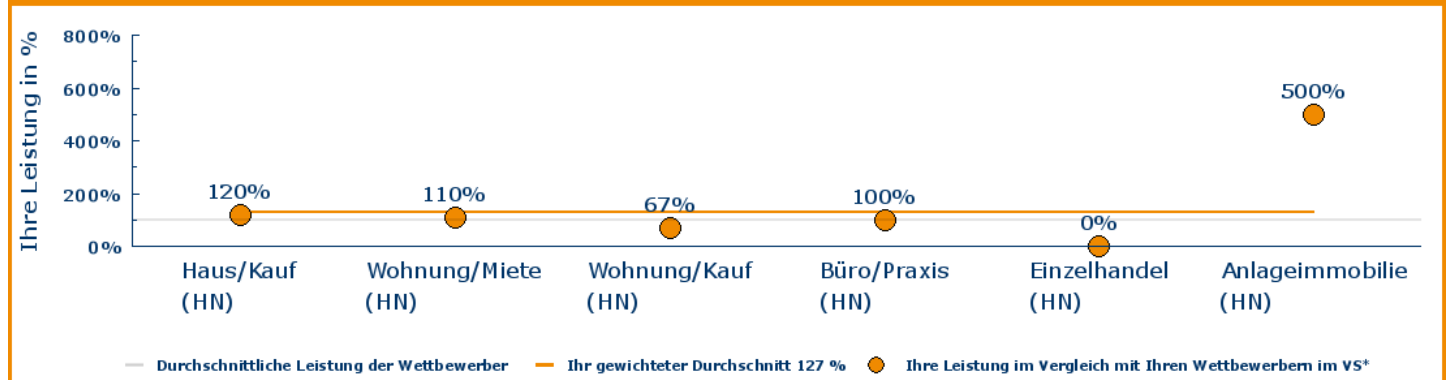 Ihre Leistung in %
800%
600%
400%
200%
0%
120%
110%
67%
100%
0%
500%
Haus/Kauf
(HN)
Wohnung/Miete
(HN)
Wohnung/Kauf
(HN)
Büro/Praxis
(HN)
Einzelhandel
(HN)
Anlageimmobilie
(HN)
Durchschnittliche Leistung der Wettbewerber
Ihr gewichteter Durchschnitt 127 %
Ihre Leistung im Vergleich mit Ihren Wettbewerbern im VS*